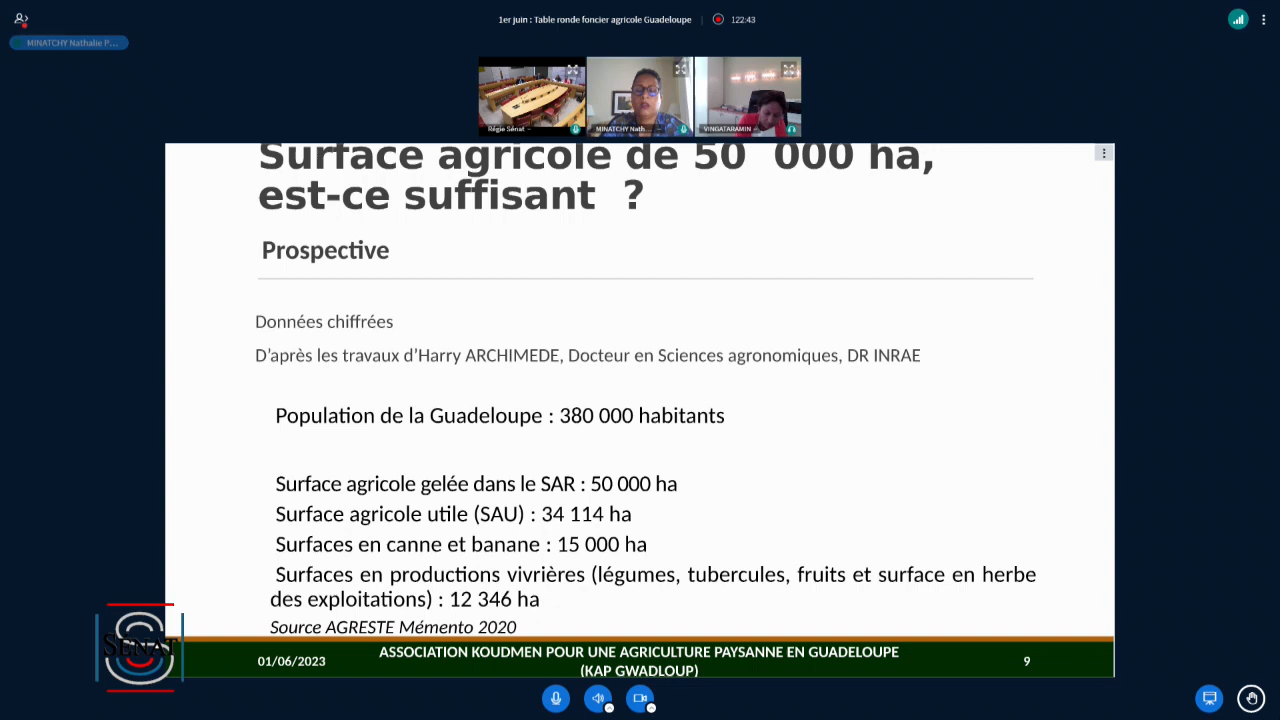 1er juin : Table ronde foncier agricole Guadeloupe
122:43
MINATCHY Nathalie P...
Régie Sénat
MINATCHY Nath...
VINGATARAMIN
Surface agricole de 50 000 ha,
est-ce suffisant ?
Prospective
Données chiffrées
D’après les travaux d’Harry ARCHIMEDE, Docteur en Sciences agronomiques, DR INRAE
Population de la Guadeloupe : 380 000 habitants
Surface agricole gelée dans le SAR : 50 000 ha
Surface agricole utile (SAU) : 34 114 ha
Surfaces en canne et banane : 15 000 ha
Surfaces en productions vivrières (légumes, tubercules, fruits et surface en herbe
des exploitations) : 12 346 ha
Source AGRESTE Mémento 2020
SÉNAT
01/06/2023
ASSOCIATION KOUDMEN POUR UNE AGRICULTURE PAYSANNE EN GUADELOUPE
(KAP GWADLOUP)
9